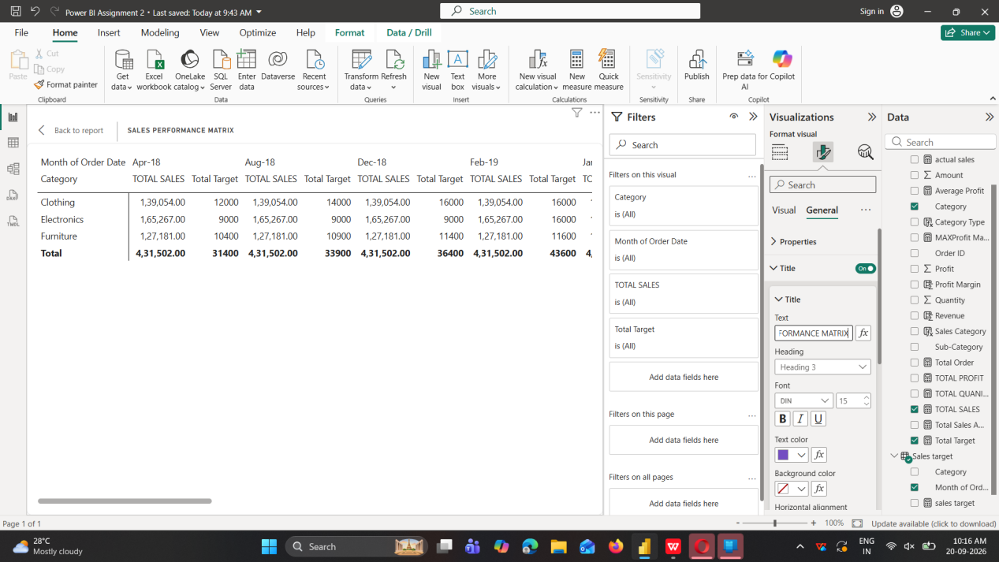 Power BI Assignment 2 • Last saved: Today at 9:43 AM
Search
Sign in
File Home Insert Modeling View Optimize Help Format Data / Drill
Share
Paste
Cut
Copy
Format painter
Clipboard
Get data
Excel workbook
OneLake catalog
SQL Server
Enter data
Dataverse
Recent sources
Data
Transform data
Refresh
Queries
New visual
Text box
More visuals
Insert
New visual calculation
New measure
Quick measure
Calculations
Sensitivity
Sensitivity
Publish
Share
Prep data for AI
Copilot
Copilot
Back to report
SALES PERFORMANCE MATRIX
Month of Order Date Apr-18 Aug-18 Dec-18 Feb-19 Jar
Category TOTAL SALES Total Target TOTAL SALES Total Target TOTAL SALES Total Target TOTAL SALES Total Target TC
Clothing 1,39,054.00 12000 1,39,054.00 14000 1,39,054.00 16000 1,39,054.00 16000
Electronics 1,65,267.00 9000 1,65,267.00 9000 1,65,267.00 9000 1,65,267.00 16000
Furniture 1,27,181.00 10400 1,27,181.00 10900 1,27,181.00 11400 1,27,181.00 11600
Total 4,31,502.00 31400 4,31,502.00 33900 4,31,502.00 36400 4,31,502.00 43600 4,
Filters
Search
Filters on this visual
Category
is (All)
Month of Order Date
is (All)
TOTAL SALES
is (All)
Total Target
is (All)
Add data fields here
Filters on this page
Add data fields here
Filters on all pages
Add data fields here
Visualizations
Format visual
Search
Visual General
Properties
Title
On
Title
Text
FORMANCE MATRIX
fx
Heading
Heading 3
Font
DIN 15
B I U
Text color
fx
Background color
fx
Horizontal alignment
Data
Search
actual sales
Amount
Average Profit
Category
Category Type
MAXProfit Ma...
Order ID
Profit
Profit Margin
Quantity
Revenue
Sales Category
Sub-Category
Total Order
TOTAL PROFIT
TOTAL QUANI...
TOTAL SALES
Total Sales A...
Total Target
Sales target
Category
Month of Ord...
sales target
Page 1 of 1
- + 100%
Update available (click to download)
28°C
Mostly cloudy
Search
ENG
IN
10:16 AM
20-09-2026